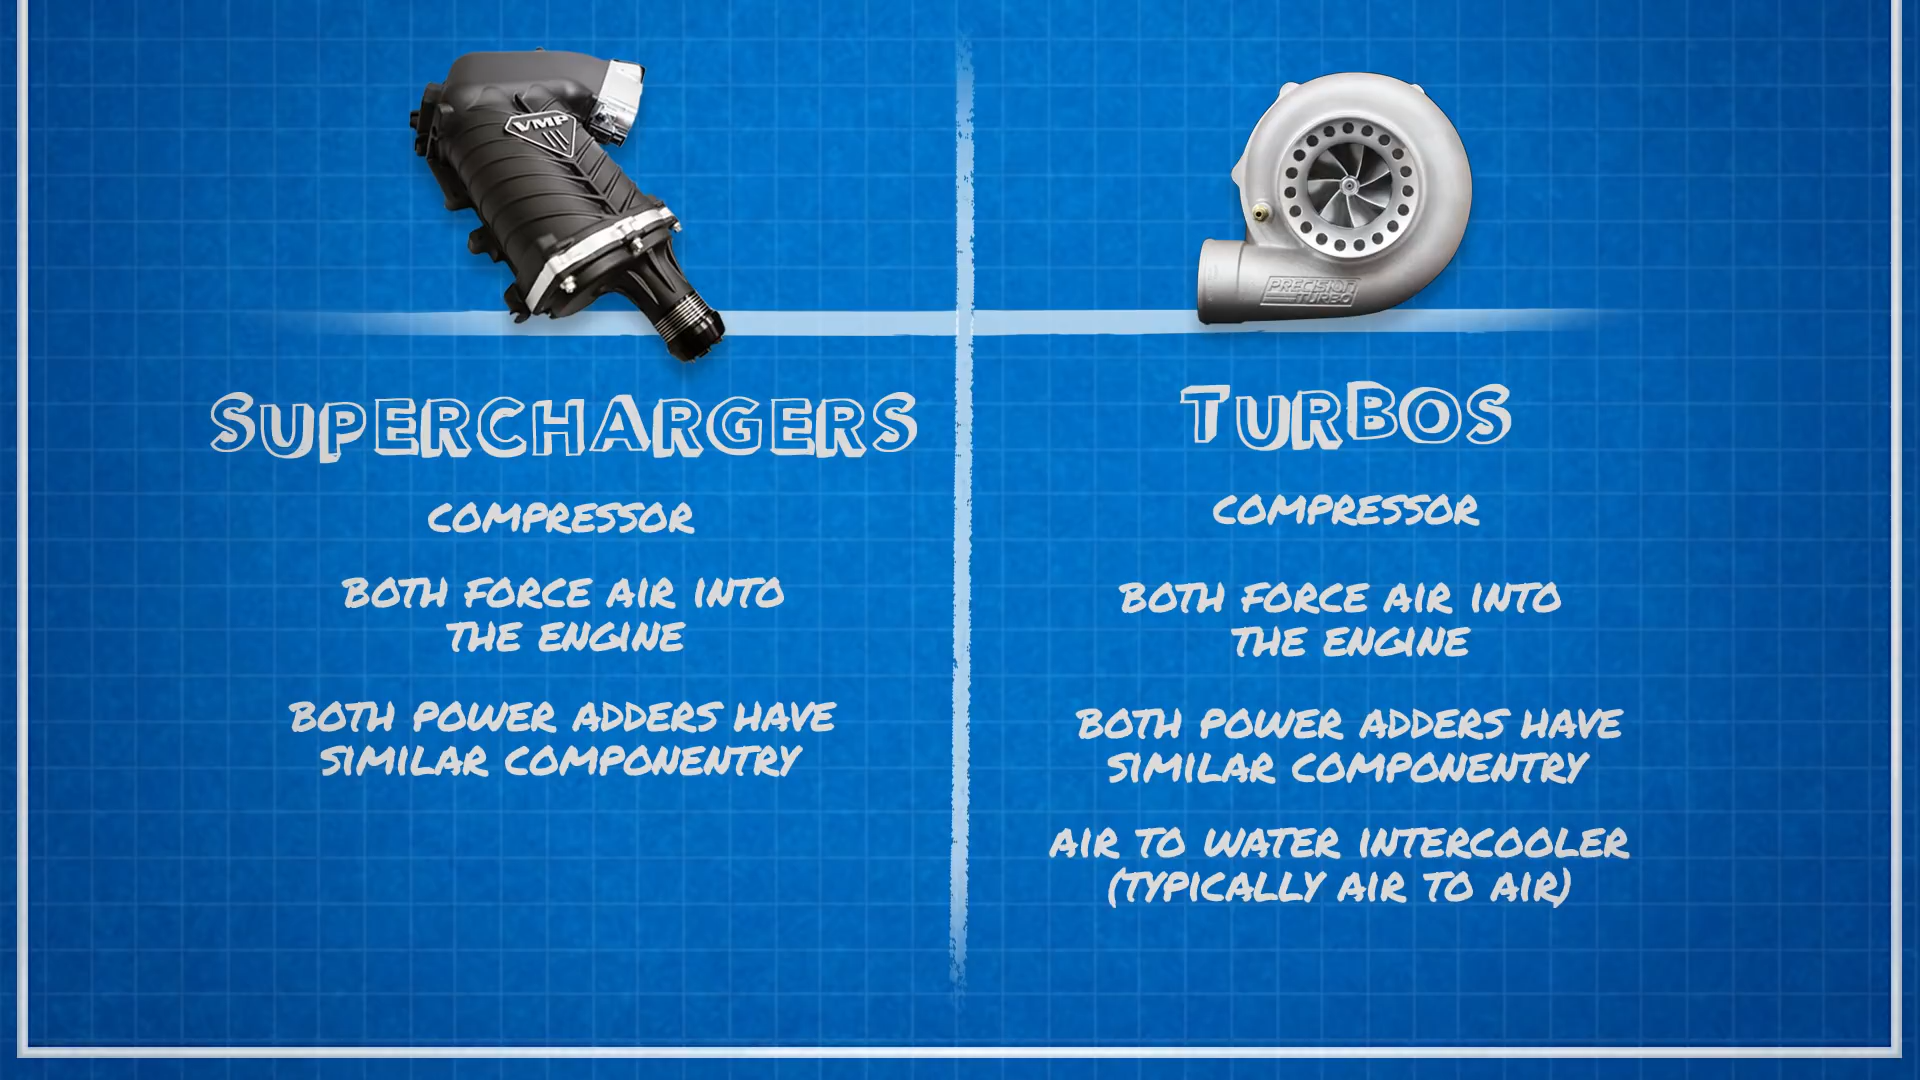 VMP
PRECISION
TURBO
SUPERCHARGERS
COMPRESSOR
BOTH FORCE AIR INTO
THE ENGINE
BOTH POWER ADDERS HAVE
SIMILAR COMPONENTRY
TURBOS
COMPRESSOR
BOTH FORCE AIR INTO
THE ENGINE
BOTH POWER ADDERS HAVE
SIMILAR COMPONENTRY
AIR TO WATER INTERCOOLER
(TYPICALLY AIR TO AIR)